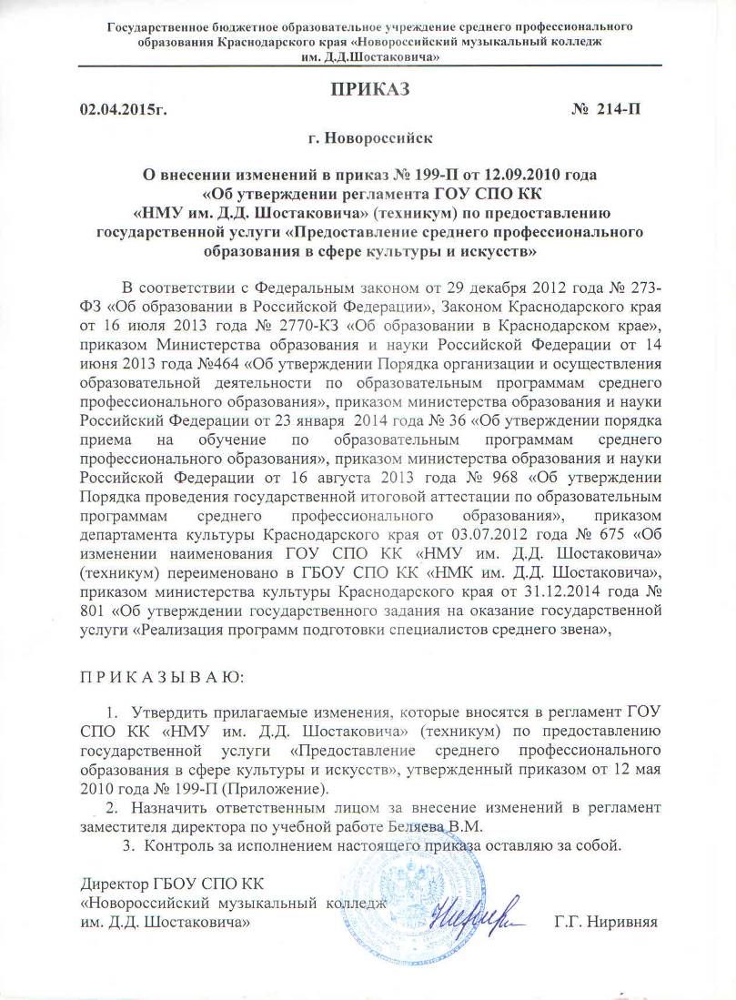 Государственное бюджетное образовательное учреждение среднего профессионального
образования Краснодарского края «Новороссийский музыкальный колледж
им. Д.Д.Шостаковича»
ПРИКАЗ
02.04.2015г. № 214-П
г. Новороссийск
О внесении изменений в приказ № 199-П от 12.09.2010 года
«Об утверждении регламента ГОУ СПО КК
«НМУ им. Д.Д. Шостаковича» (техникум) по предоставлению
государственной услуги «Предоставление среднего профессионального
образования в сфере культуры и искусств»
В соответствии с Федеральным законом от 29 декабря 2012 года № 273-
ФЗ «Об образовании в Российской Федерации», Законом Краснодарского края
от 16 июля 2013 года № 2770-КЗ «Об образовании в Краснодарском крае»,
приказом Министерства образования и науки Российской Федерации от 14
июня 2013 года №464 «Об утверждении Порядка организации и осуществления
образовательной деятельности по образовательным программам среднего
профессионального образования», приказом министерства образования и науки
Российский Федерации от 23 января 2014 года № 36 «Об утверждении порядка
приема на обучение по образовательным программам среднего
профессионального образования», приказом министерства образования и науки
Российской Федерации от 16 августа 2013 года № 968 «Об утверждении
Порядка проведения государственной итоговой аттестации по образовательным
программам среднего профессионального образования», приказом
департамента культуры Краснодарского края от 03.07.2012 года № 675 «Об
изменении наименования ГОУ СПО КК «НМУ им. Д.Д. Шостаковича»
(техникум) переименовано в ГБОУ СПО КК «НМК им. Д.Д. Шостаковича»,
приказом министерства культуры Краснодарского края от 31.12.2014 года №
801 «Об утверждении государственного задания на оказание государственной
услуги «Реализация программ подготовки специалистов среднего звена»,
П Р И К А З Ы В А Ю:
1. Утвердить прилагаемые изменения, которые вносятся в регламент ГОУ
СПО КК «НМУ им. Д.Д. Шостаковича» (техникум) по предоставлению
государственной услуги «Предоставление среднего профессионального
образования в сфере культуры и искусств», утвержденный приказом от 12 мая
2010 года № 199-П (Приложение).
2. Назначить ответственным лицом за внесение изменений в регламент
заместителя директора по учебной работе Беляева В.М.
3. Контроль за исполнением настоящего приказа оставляю за собой.
Директор ГБОУ СПО КК
«Новороссийский музыкальный колледж
им. Д.Д. Шостаковича» Г.Г. Ниривняя